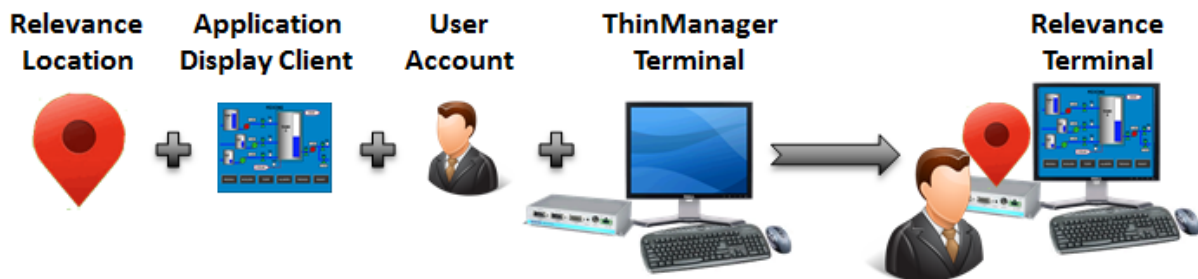 Relevance
Location
Application
Display Client
User
Account
ThinManager
Terminal
Relevance
Terminal